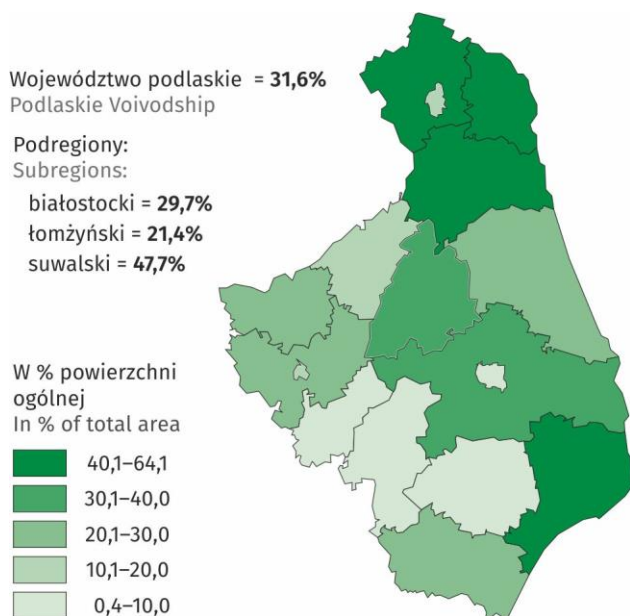 Województwo podlaskie = 31,6%
Podlaskie Voivodship
Podregiony:
Subregions:
białostocki = 29,7%
łomżyński = 21,4%
suwalski = 47,7%
W % powierzchni
ogólnej
In % of total area
40,1–64,1
30,1–40,0
20,1–30,0
10,1–20,0
0,4–10,0